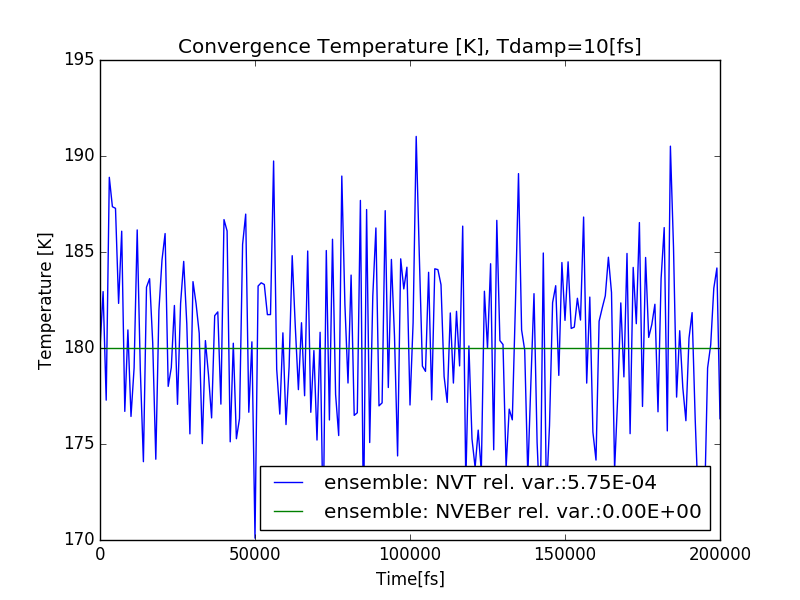 Convergence Temperature [K], Tdamp=10[fs]
195
190
185
180
175
170
Temperature [K]
ensemble: NVT rel. var.:5.75E-04
ensemble: NVEBer rel. var.:0.00E+00
0
50000
100000
150000
200000
Time[fs]